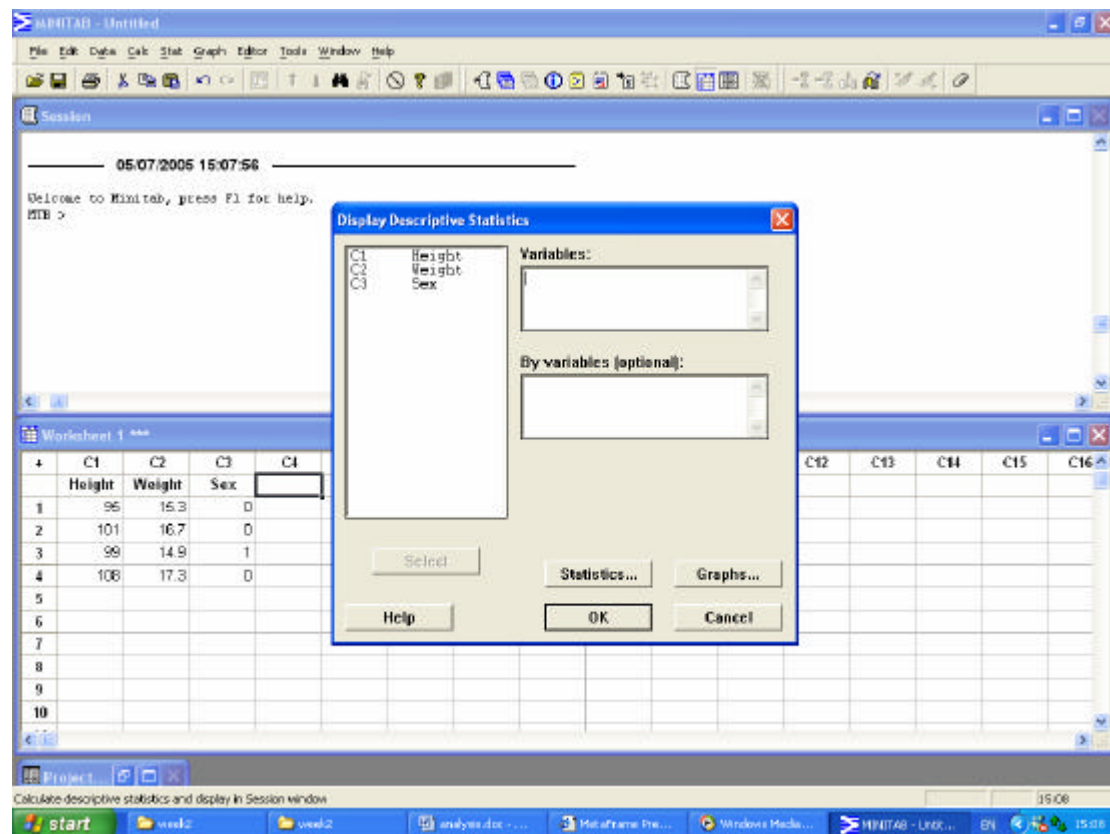 MINITAB - Untitled
File Edit Data Calc Stat Graph Editor Tools Window Help
Session
05/07/2005 15:07:56
Welcome to Minitab, press F1 for help.
MTB >
Display Descriptive Statistics
C1 Height
C2 Weight
C3 Sex
Variables:
By variables (optional):
Select
Statistics...
Graphs...
Help
OK
Cancel
Worksheet 1 ***
C1 C2 C3 C4 C12 C13 C14 C15 C16
Height Weight Sex
1 95 15.3 0
2 101 16.7 0
3 99 14.9 1
4 108 17.3 0
5
6
7
8
9
10
Project...
Calculate descriptive statistics and display in Session window
15:08
start week2 week2 analyse.doc - ... MetaFrame Pre... Windows Media... MINITAB - Untit... EN 15:08